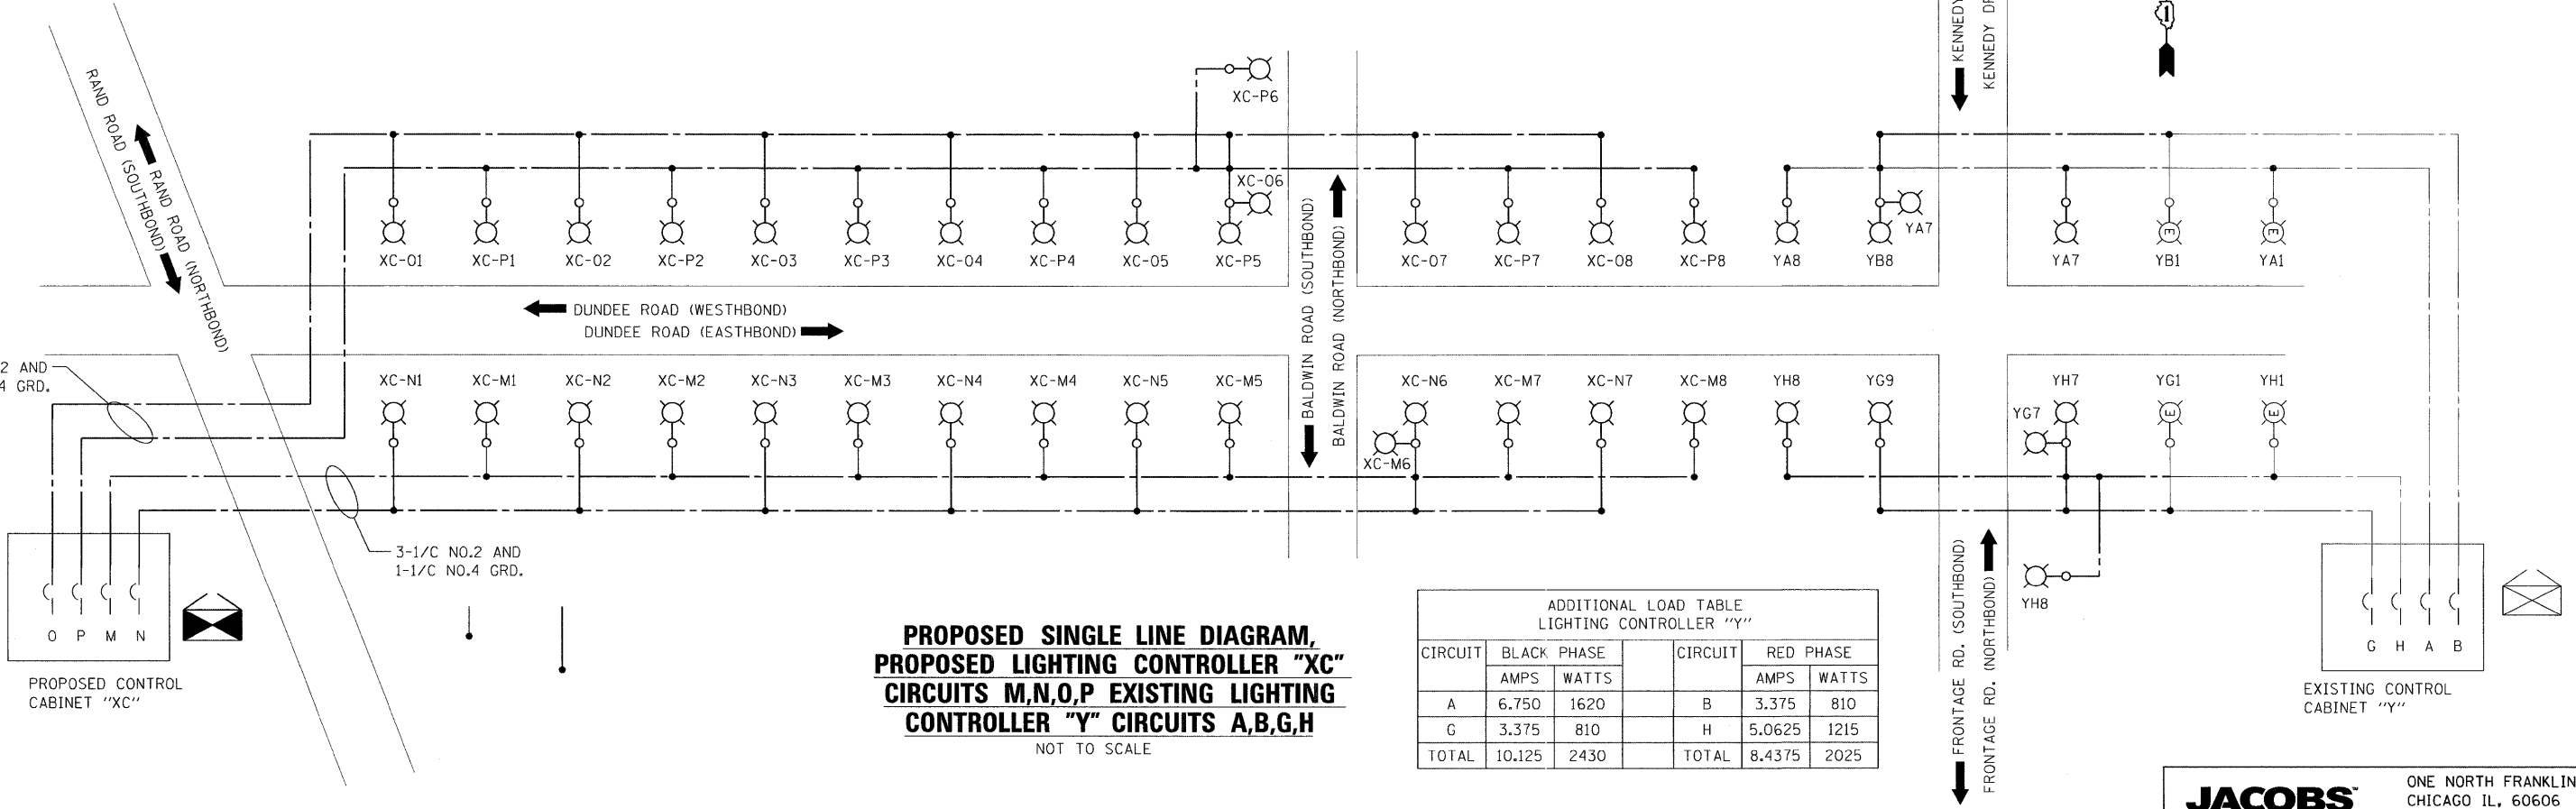 KENNEDY
KENNEDY DR
1
XC-P6
RAND ROAD (SOUTHBOND)
RAND ROAD (NORTHBOND)
XC-06
YA7
XC-01 XC-P1 XC-02 XC-P2 XC-03 XC-P3 XC-04 XC-P4 XC-05 XC-P5 XC-07 XC-P7 XC-08 XC-P8 YA8 YB8 YA7 YB1 YA1
E E
DUNDEE ROAD (WESTHBOND)
DUNDEE ROAD (EASTHBOND)
BALDWIN ROAD (SOUTHBOND)
BALDWIN ROAD (NORTHBOND)
2 AND
4 GRD.
XC-N1 XC-M1 XC-N2 XC-M2 XC-N3 XC-M3 XC-N4 XC-M4 XC-N5 XC-M5 XC-N6 XC-M7 XC-N7 XC-M8 YH8 YG9 YH7 YG1 YH1
YG7
E E
XC-M6
3-1/C NO.2 AND
1-1/C NO.4 GRD.
O P M N
PROPOSED CONTROL
CABINET "XC"
YH8
FRONTAGE RD. (SOUTHBOND)
FRONTAGE RD. (NORTHBOND)
G H A B
EXISTING CONTROL
CABINET "Y"
PROPOSED SINGLE LINE DIAGRAM,
PROPOSED LIGHTING CONTROLLER "XC"
CIRCUITS M,N,O,P EXISTING LIGHTING
CONTROLLER "Y" CIRCUITS A,B,G,H
NOT TO SCALE
ADDITIONAL LOAD TABLE
LIGHTING CONTROLLER "Y"
CIRCUIT BLACK PHASE CIRCUIT RED PHASE
AMPS WATTS AMPS WATTS
A 6.750 1620 B 3.375 810
G 3.375 810 H 5.0625 1215
TOTAL 10.125 2430 TOTAL 8.4375 2025
JACOBS™
ONE NORTH FRANKLIN
CHICAGO IL, 60606